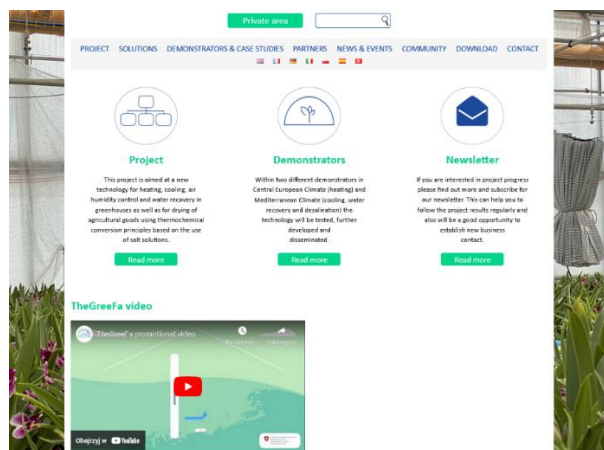 Private area
PROJECT SOLUTIONS DEMONSTRATORS & CASE STUDIES PARTNERS NEWS & EVENTS COMMUNITY DOWNLOAD CONTACT
Project
This project is aimed at a new
technology for heating, cooling, air
humidity control and water recovery in
greenhouses as well as for drying of
agricultural goods using thermochemical
conversion principles based on the use
of salt solutions.
Read more
Demonstrators
Within two different demonstrators in
Central European Climate (heating) and
Mediterranean Climate (cooling, water
recovery and desalination) the
technology will be tested, further
developed and
disseminated.
Read more
Newsletter
If you are interested in project progress
please find out more and subscribe for
our newsletter. This can help you to
follow the project results regularly and
also will be a good opportunity to
establish new business
contact.
Read more
TheGreeFa video
TheGreeFa promotional video
Obejrzyj w YouTube